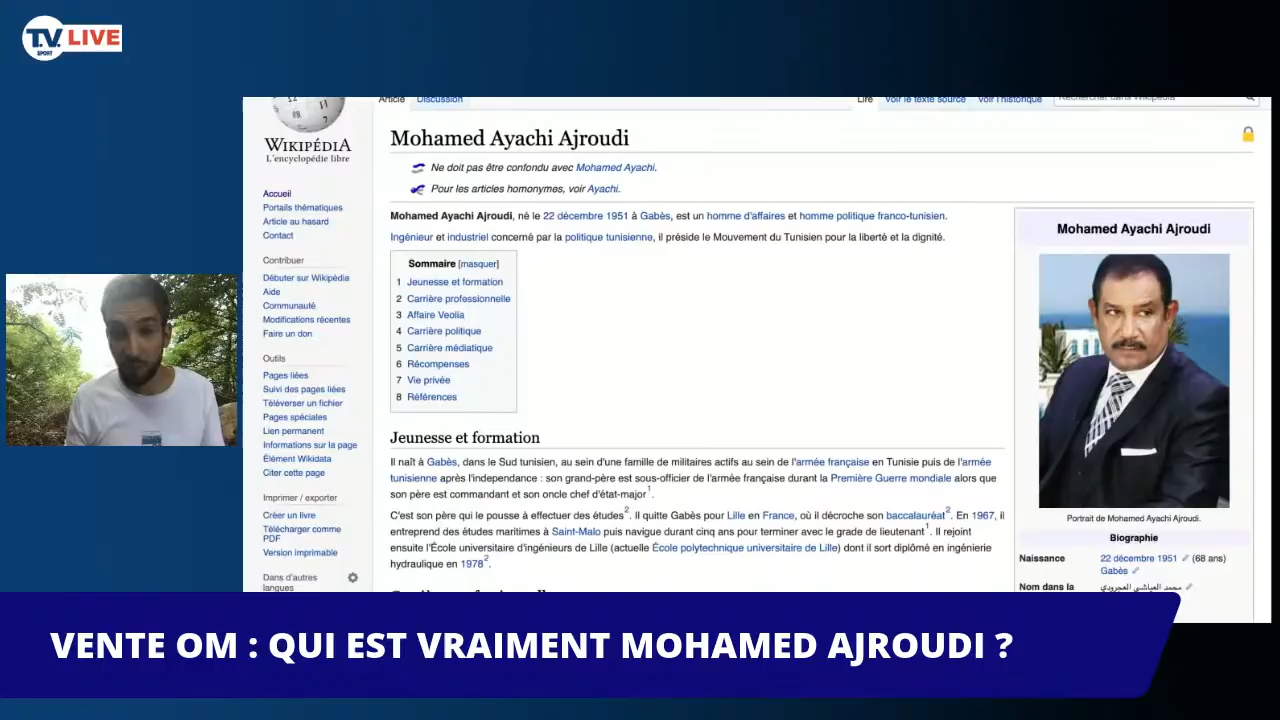 T.V. LIVE
SPORT
Article Discussion
Lire Voir le texte source Voir l'historique Rechercher dans Wikipédia
WIKIPÉDIA
L'encyclopédie libre
Accueil
Portails thématiques
Article au hasard
Contact
Contribuer
Débuter sur Wikipédia
Aide
Communauté
Modifications récentes
Faire un don
Outils
Pages liées
Suivi des pages liées
Téléverser un fichier
Pages spéciales
Lien permanent
Informations sur la page
Élément Wikidata
Citer cette page
Imprimer / exporter
Créer un livre
Télécharger comme
PDF
Version imprimable
Dans d'autres
langues
Mohamed Ayachi Ajroudi
Ne doit pas être confondu avec Mohamed Ayachi.
Pour les articles homonymes, voir Ayachi.
Mohamed Ayachi Ajroudi, né le 22 décembre 1951 à Gabès, est un homme d'affaires et homme politique franco-tunisien.
Ingénieur et industriel concerné par la politique tunisienne, il préside le Mouvement du Tunisien pour la liberté et la dignité.
Sommaire [masquer]
1 Jeunesse et formation
2 Carrière professionnelle
3 Affaire Veolia
4 Carrière politique
5 Carrière médiatique
6 Récompenses
7 Vie privée
8 Références
Jeunesse et formation
Il naît à Gabès, dans le Sud tunisien, au sein d'une famille de militaires actifs au sein de l'armée française en Tunisie puis de l'armée
tunisienne après l'independance : son grand-père est sous-officier de l'armée française durant la Première Guerre mondiale alors que
son père est commandant et son oncle chef d'état-major1.
C'est son père qui le pousse à effectuer des études2. Il quitte Gabès pour Lille en France, où il décroche son baccalauréat2. En 1967, il
entreprend des études maritimes à Saint-Malo puis navigue durant cinq ans pour terminer avec le grade de lieutenant1. Il rejoint
ensuite l'École universitaire d'ingénieurs de Lille (actuelle École polytechnique universitaire de Lille) dont il sort diplômé en ingénierie
hydraulique en 19782.
Mohamed Ayachi Ajroudi
Portrait de Mohamed Ayachi Ajroudi.
Biographie
Naissance 22 décembre 1951 (68 ans)
Gabès
Nom dans la محمد العياشي العجرودي
VENTE OM : QUI EST VRAIMENT MOHAMED AJROUDI ?